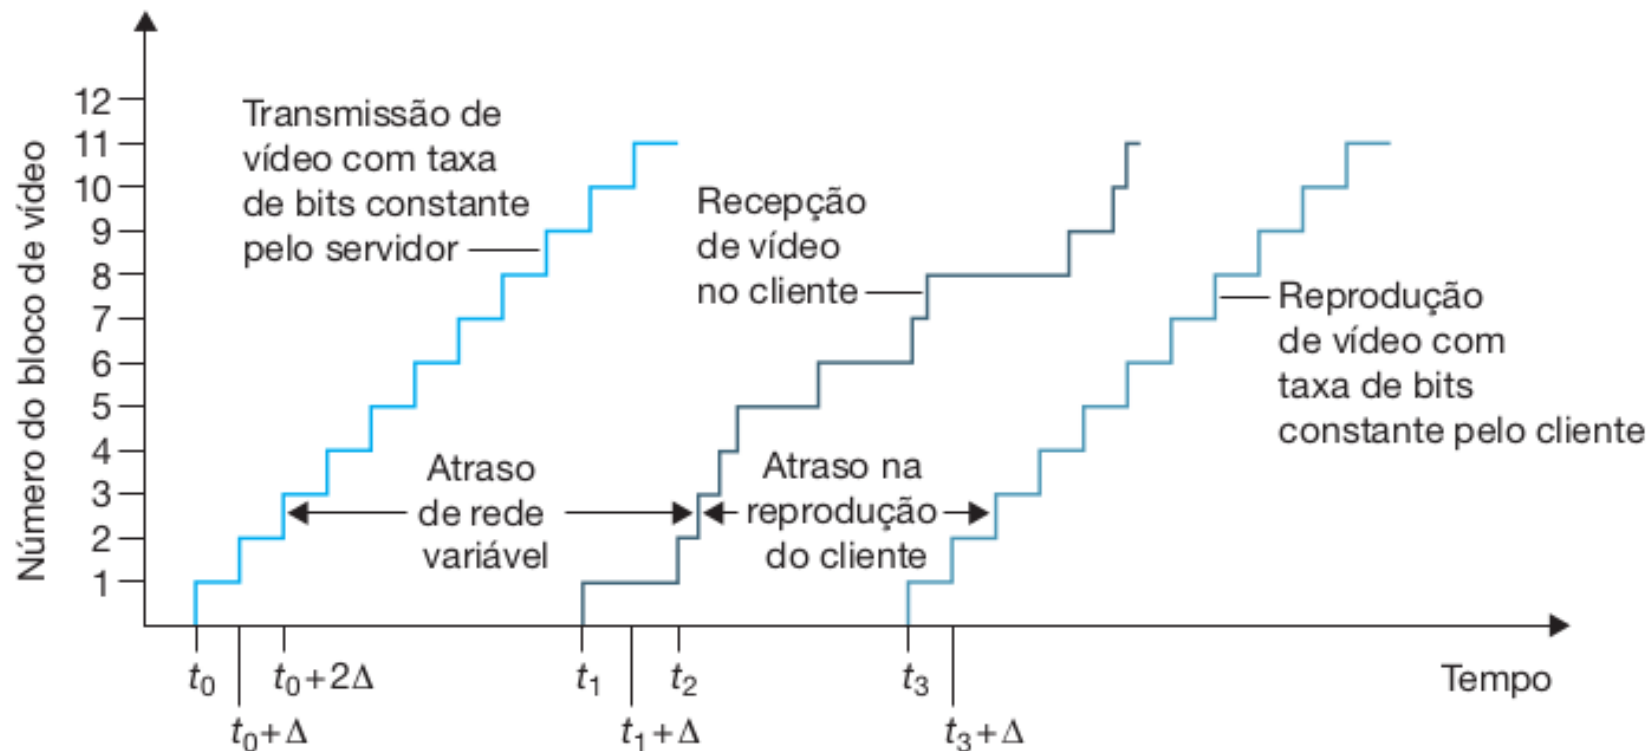 Número do bloco de vídeo
12
11
10
9
8
7
6
5
4
3
2
1
Transmissão de
vídeo com taxa
de bits constante
pelo servidor
Recepção
de vídeo
no cliente
Reprodução
de vídeo com
taxa de bits
constante pelo cliente
Atraso
de rede
variável
Atraso na
reprodução
do cliente
t₀
t₀+2Δ
t₁
t₂
t₃
Tempo
t₀+Δ
t₁+Δ
t₃+Δ